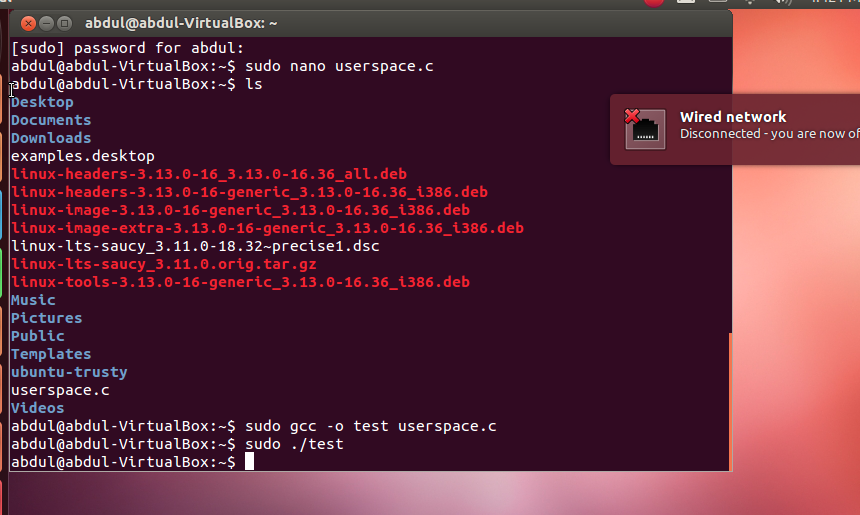 abdul@abdul-VirtualBox: ~
[sudo] password for abdul:
abdul@abdul-VirtualBox:~$ sudo nano userspace.c
abdul@abdul-VirtualBox:~$ ls
Desktop
Documents
Downloads
examples.desktop
linux-headers-3.13.0-16_3.13.0-16.36_all.deb
linux-headers-3.13.0-16-generic_3.13.0-16.36_i386.deb
linux-image-3.13.0-16-generic_3.13.0-16.36_i386.deb
linux-image-extra-3.13.0-16-generic_3.13.0-16.36_i386.deb
linux-lts-saucy_3.11.0-18.32~precise1.dsc
linux-lts-saucy_3.11.0.orig.tar.gz
linux-tools-3.13.0-16-generic_3.13.0-16.36_i386.deb
Music
Pictures
Public
Templates
ubuntu-trusty
userspace.c
Videos
abdul@abdul-VirtualBox:~$ sudo gcc -o test userspace.c
abdul@abdul-VirtualBox:~$ sudo ./test
abdul@abdul-VirtualBox:~$
Wired network
Disconnected - you are now of